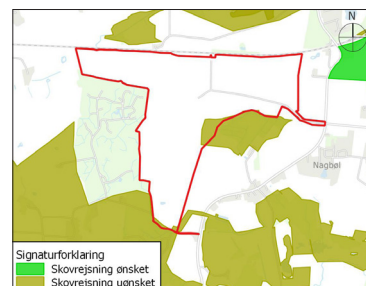 N
Nagbøl
Signaturforklaring
Skovrejsning ønsket
Skovrejsning uønsket